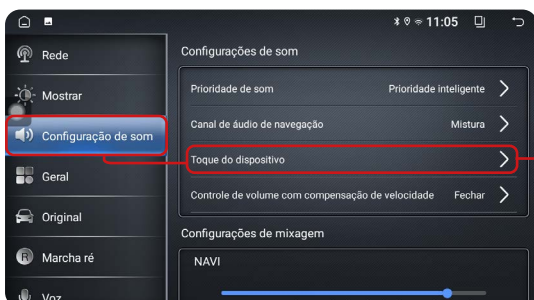 11:05
Rede
Mostrar
Configuração de som
Geral
Original
R Marcha ré
Voz
Configurações de som
Prioridade de som Prioridade inteligente
Canal de áudio de navegação Mistura
Toque do dispositivo
Controle de volume com compensação de velocidade Fechar
Configurações de mixagem
NAVI